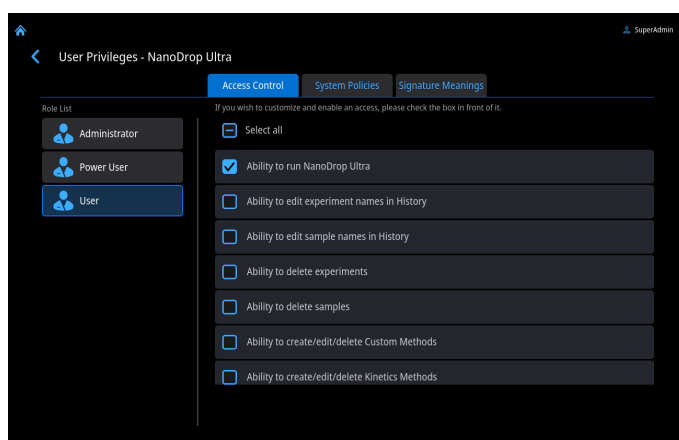 SuperAdmin
User Privileges - NanoDrop Ultra
Access Control
System Policies
Signature Meanings
Role List
Administrator
Power User
User
If you wish to customize and enable an access, please check the box in front of it.
Select all
Ability to run NanoDrop Ultra
Ability to edit experiment names in History
Ability to edit sample names in History
Ability to delete experiments
Ability to delete samples
Ability to create/edit/delete Custom Methods
Ability to create/edit/delete Kinetics Methods